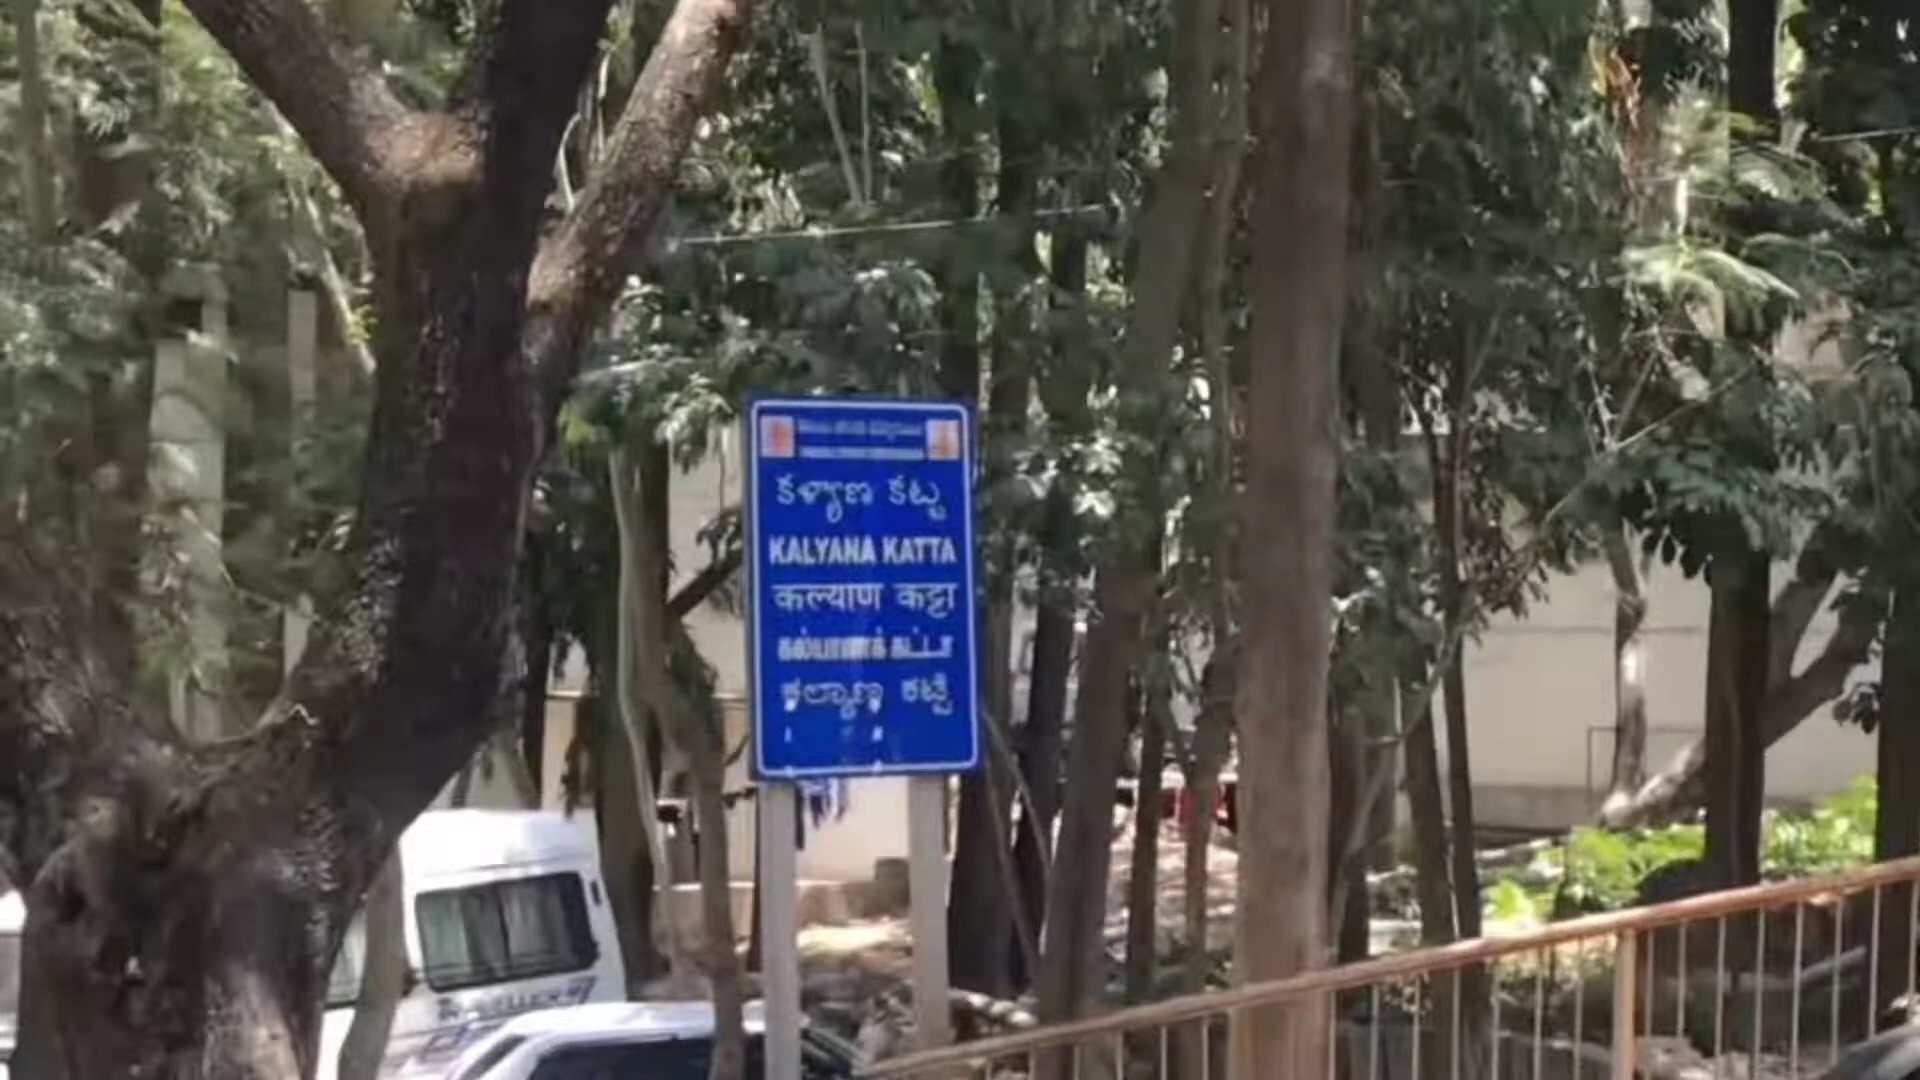 కళ్యాణ కట్ట
KALYANA KATTA
कल्याण कट्टा
கல்யாணக் கட்டா
ಕಲ್ಯಾಣ ಕಟ್ಟೆ